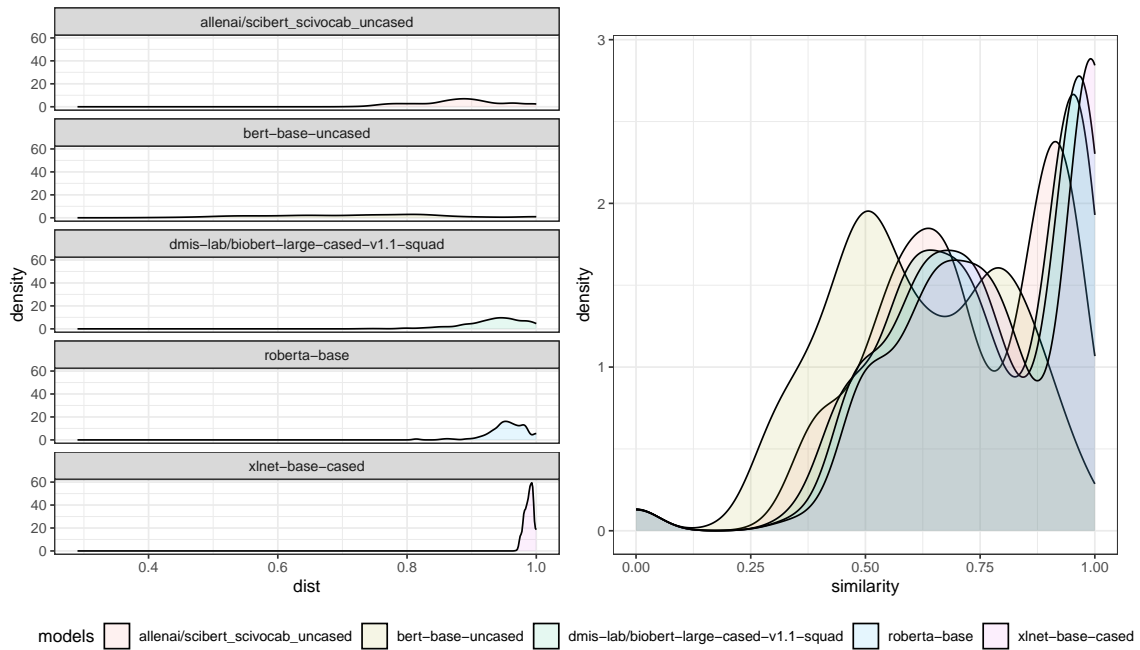 allenai/scibert_scivocab_uncased
60
40
20
0
bert−base−uncased
60
40
20
0
dmis−lab/biobert−large−cased−v1.1−squad
60
40
20
0
roberta−base
60
40
20
0
xlnet−base−cased
60
40
20
0
density
0.4
0.6
0.8
1.0
dist
3
2
1
0
density
0.00
0.25
0.50
0.75
1.00
similarity
models
allenai/scibert_scivocab_uncased
bert−base−uncased
dmis−lab/biobert−large−cased−v1.1−squad
roberta−base
xlnet−base−cased